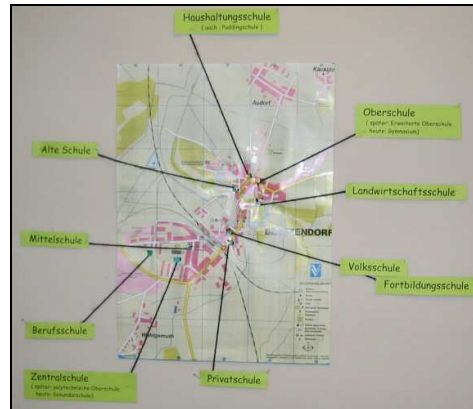 Haushaltungsschule
( auch : Puddingschule )
Audorf
Oberschule
( später: Erweiterte Oberschule,
heute: Gymnasium)
Alte Schule
Landwirtschaftsschule
Mittelschule
Volksschule
Fortbildungsschule
Berufsschule
Zentralschule
( später: polytechnische Oberschule,
heute: Sekundarschule)
Privatschule